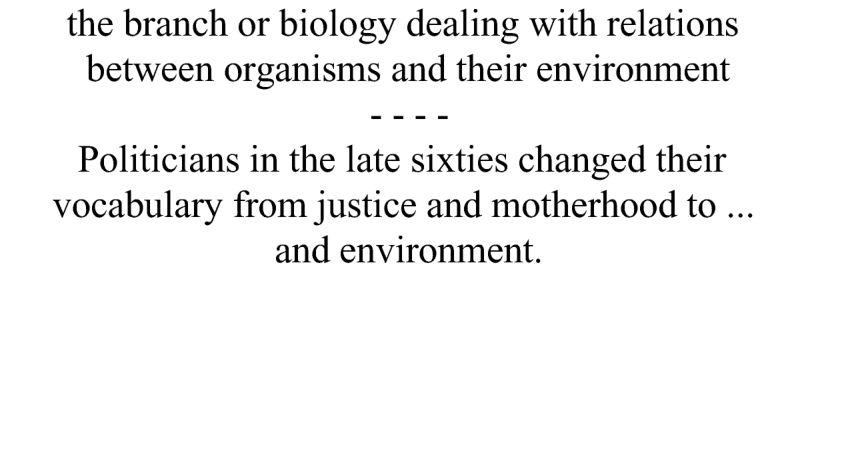 the branch or biology dealing with relations
between organisms and their environment
- - - -
Politicians in the late sixties changed their
vocabulary from justice and motherhood to ...
and environment.